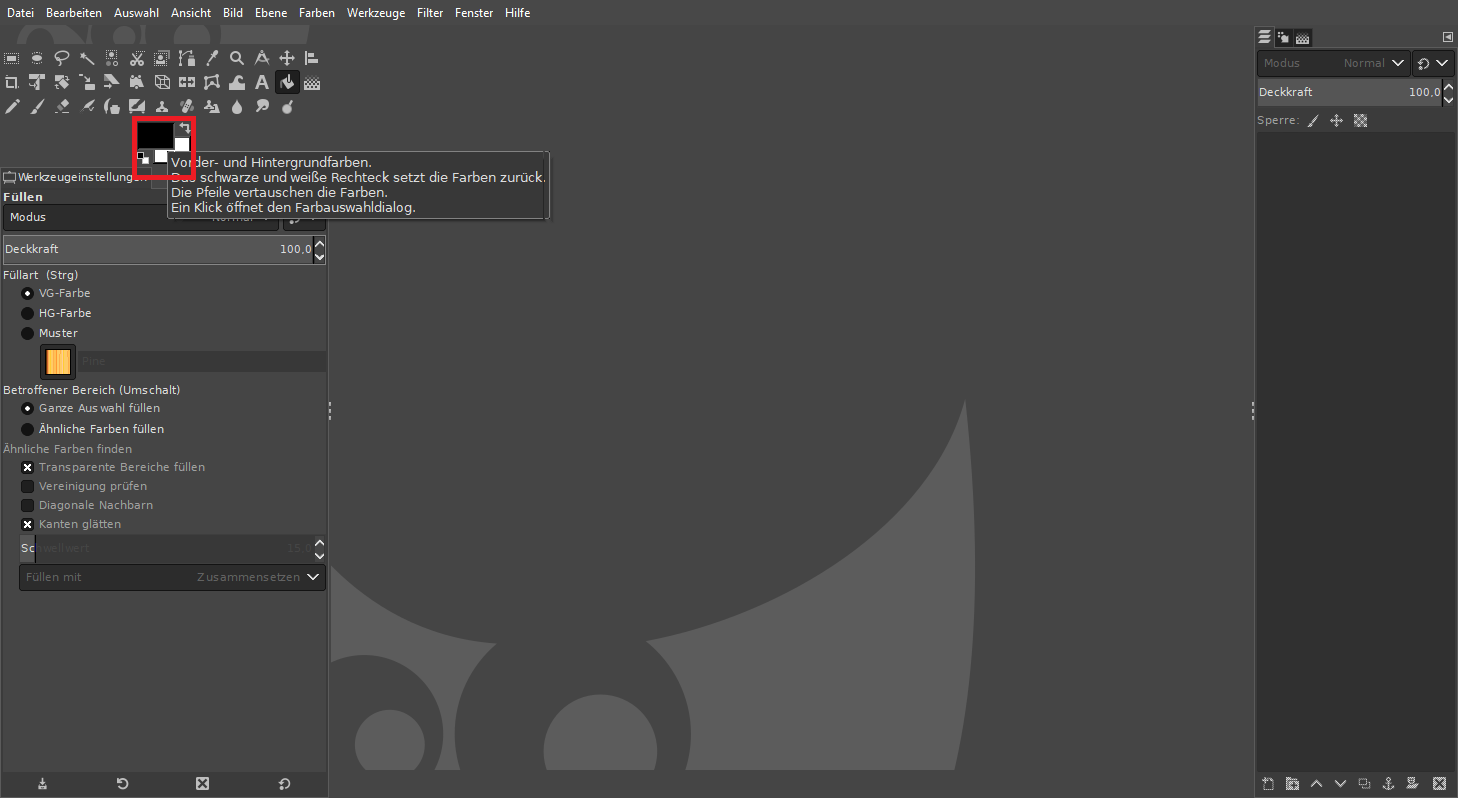 Datei Bearbeiten Auswahl Ansicht Bild Ebene Farben Werkzeuge Filter Fenster Hilfe
Vorder- und Hintergrundfarben.
Das schwarze und weiße Rechteck setzt die Farben zurück.
Die Pfeile vertauschen die Farben.
Ein Klick öffnet den Farbauswahldialog.
Werkzeugeinstellungen
Füllen
Modus Normal
Deckkraft 100,0
Füllart (Strg)
VG-Farbe
HG-Farbe
Muster
Pine
Betroffener Bereich (Umschalt)
Ganze Auswahl füllen
Ähnliche Farben füllen
Ähnliche Farben finden
Transparente Bereiche füllen
Vereinigung prüfen
Diagonale Nachbarn
Kanten glätten
Schwellwert 15,0
Füllen mit Zusammensetzen
Modus Normal
Deckkraft 100,0
Sperre: